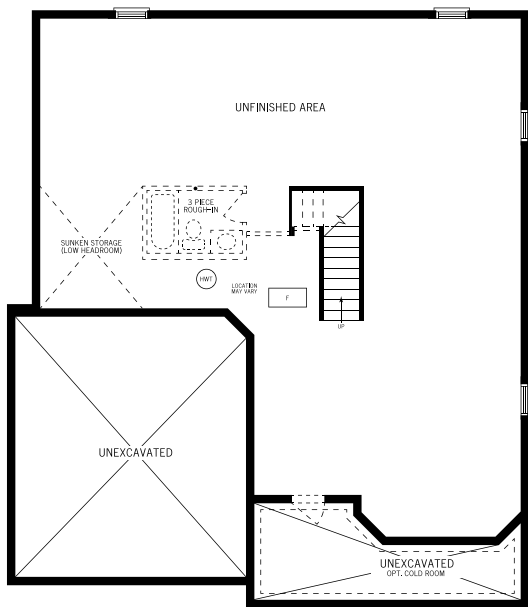 UNFINISHED AREA
3 PIECE
ROUGH-IN
SUNKEN STORAGE
(LOW HEADROOM)
HWT
LOCATION
MAY VARY
F
UP
UNEXCAVATED
UNEXCAVATED
OPT. COLD ROOM